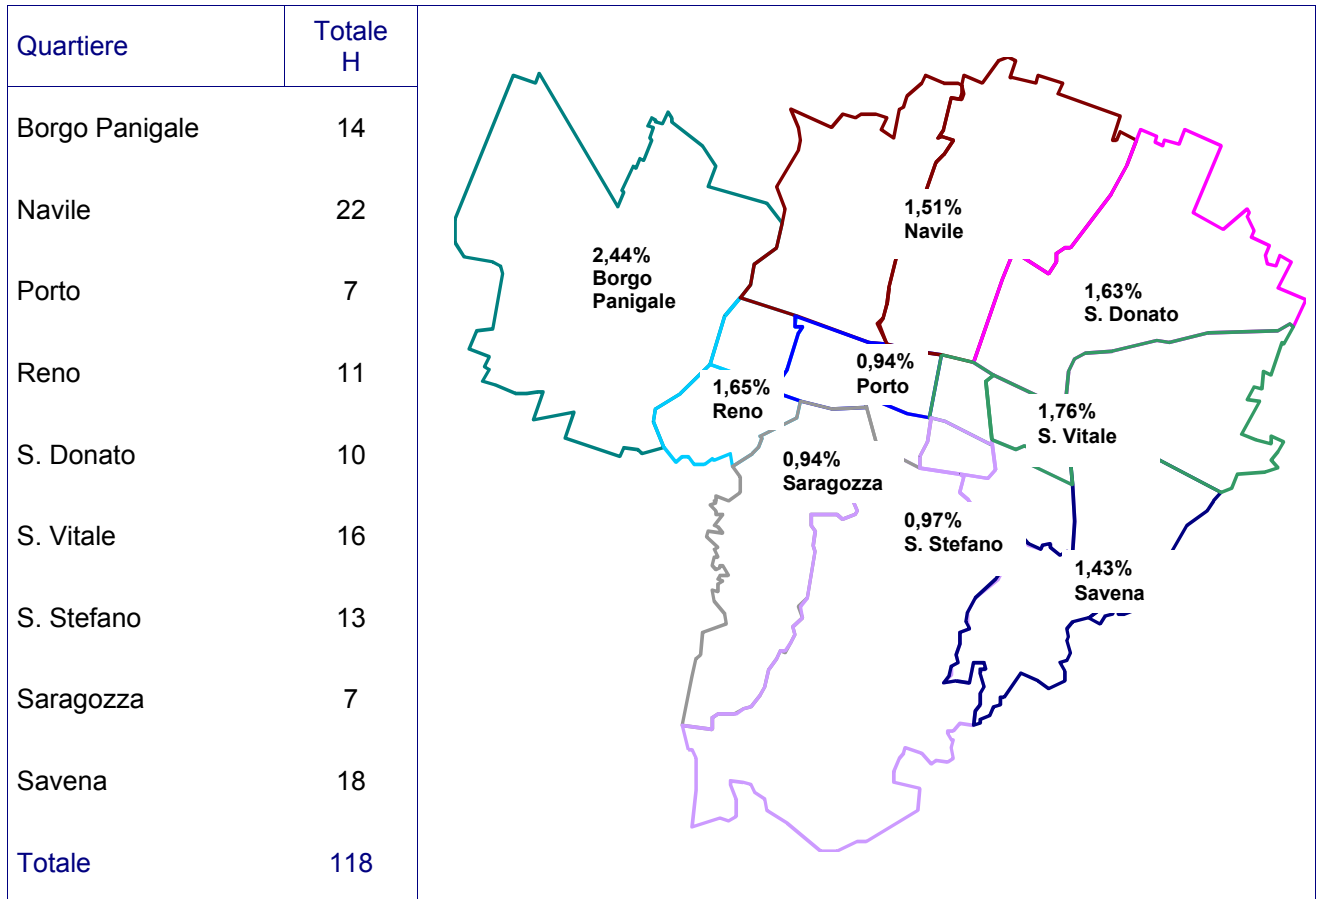 Quartiere
Totale
H
Borgo Panigale 14
Navile 22
Porto 7
Reno 11
S. Donato 10
S. Vitale 16
S. Stefano 13
Saragozza 7
Savena 18
Totale 118
1,51%
Navile
2,44%
Borgo
Panigale
1,63%
S. Donato
0,94%
Porto
1,65%
Reno
1,76%
S. Vitale
0,94%
Saragozza
0,97%
S. Stefano
1,43%
Savena